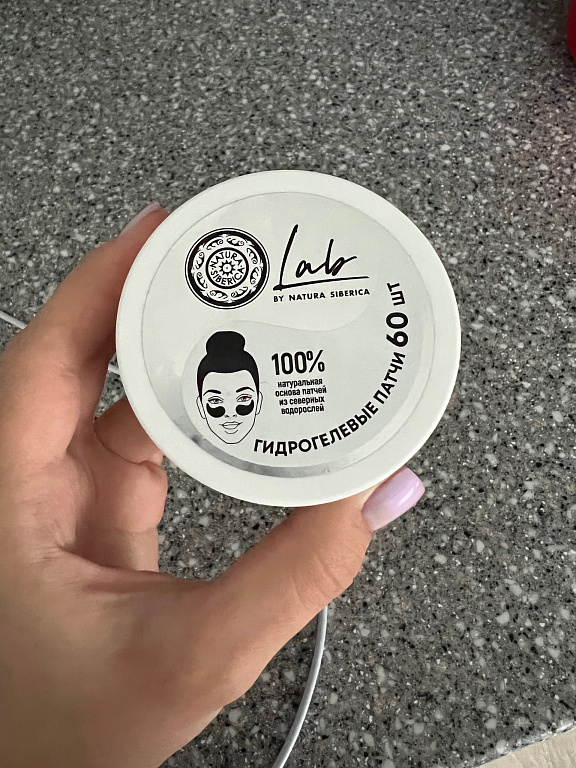 NATURA
SIBERICA
Lab
BY NATURA SIBERICA
100%
натуральная
основа патчей
из северных
водорослей
ГИДРОГЕЛЕВЫЕ ПАТЧИ 60 ШТ